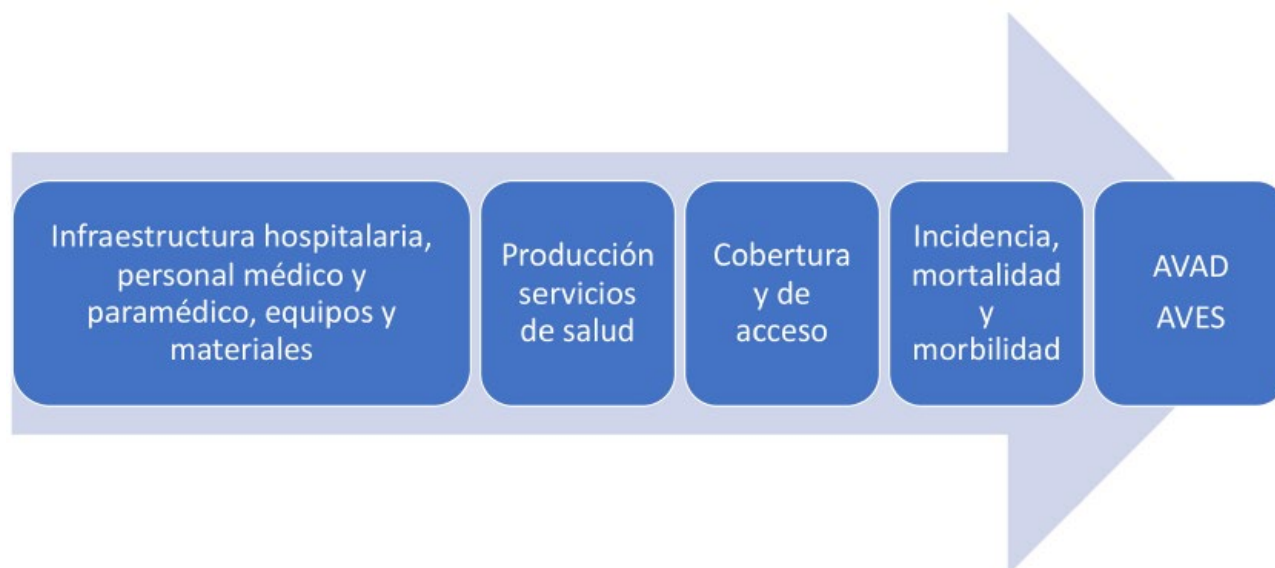 Infraestructura hospitalaria,
personal médico y
paramédico, equipos y
materiales
Producción
servicios
de salud
Cobertura
y de
acceso
Incidencia,
mortalidad
y
morbilidad
AVAD
AVES